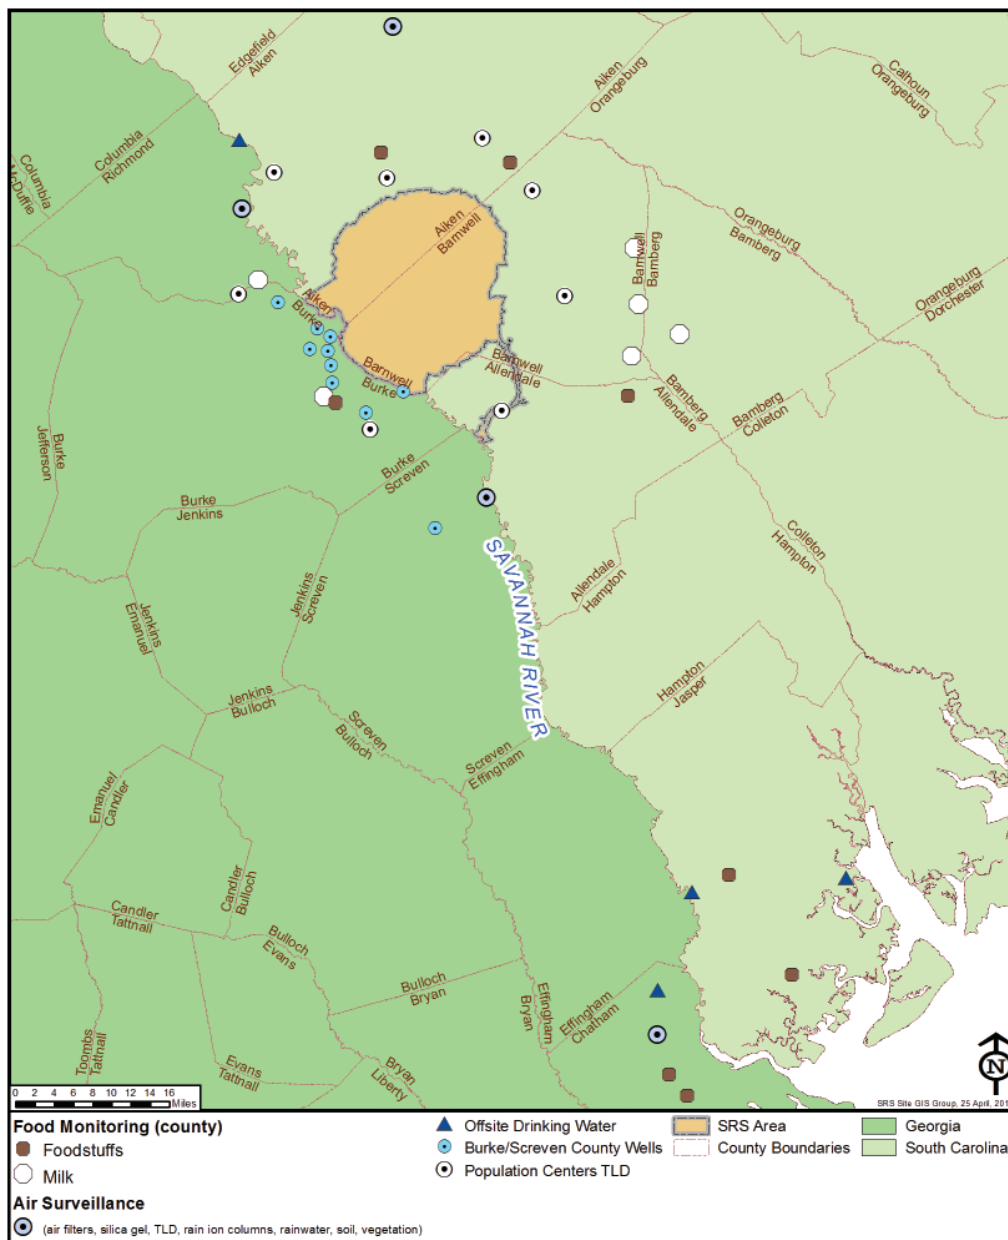 Edgefield
Aiken
Aiken
Orangeburg
Calhoun
Orangeburg
Columbia
Richmond
Columbia
McDuffie
Aiken
Barnwell
Barnwell
Bamberg
Orangeburg
Bamberg
Orangeburg
Dorchester
Aiken
Burke
Barnwell
Burke
Barnwell
Allendale
Bamberg
Allendale
Bamberg
Colleton
Burke
Jefferson
Burke
Screven
Burke
Jenkins
Colleton
Hampton
SAVANNAH RIVER
Allendale
Hampton
Jenkins
Screven
Jenkins
Emanuel
Hampton
Jasper
Jenkins
Bulloch
Screven
Bulloch
Screven
Effingham
Emanuel
Candler
Candler
Bulloch
Candler
Tattnall
Bulloch
Evans
Bulloch
Bryan
Effingham
Bryan
Effingham
Chatham
Toombs
Tattnall
Evans
Tattnall
Bryan
Liberty
N
0 2 4 6 8 10 12 14 16
Miles
SRS Site GIS Group, 25 April, 201
Food Monitoring (county)
Foodstuffs
Milk
Air Surveillance
(air filters, silica gel, TLD, rain ion columns, rainwater, soil, vegetation)
Offsite Drinking Water
Burke/Screven County Wells
Population Centers TLD
SRS Area
County Boundaries
Georgia
South Carolina